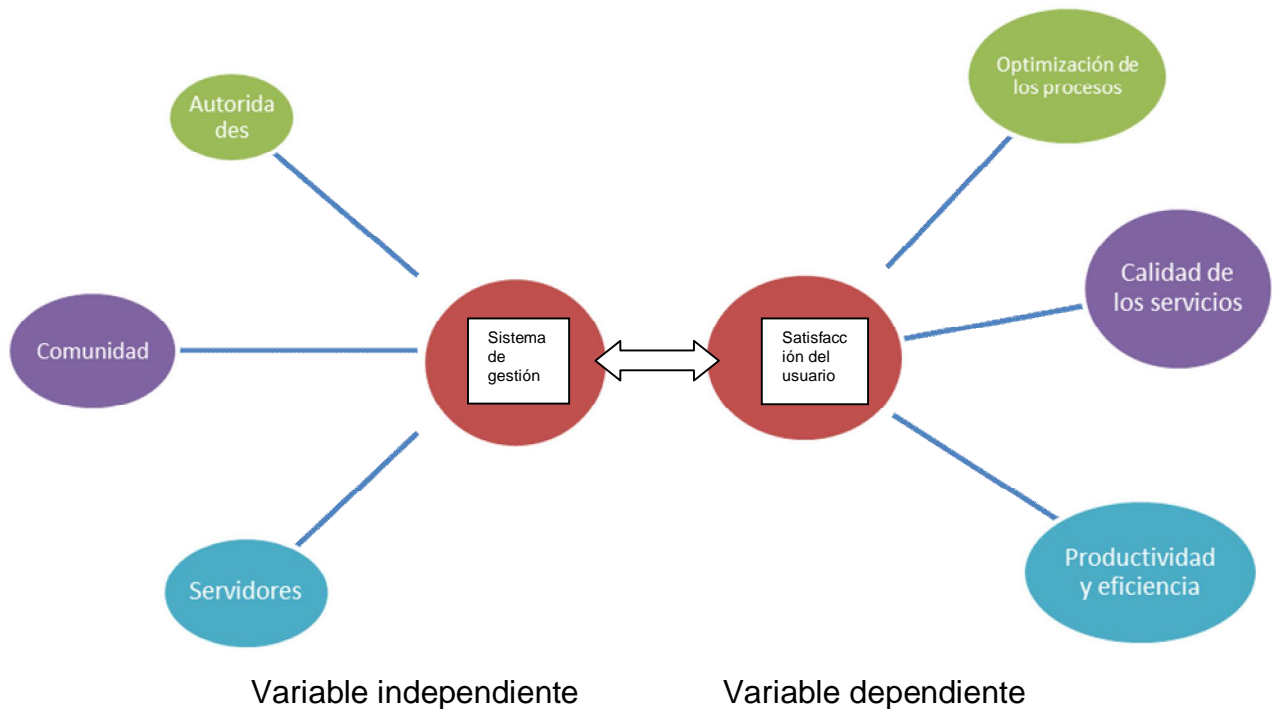 Autorida
des
Comunidad
Servidores
Sistema
de
gestión
Satisfacc
ión del
usuario
Optimización de
los procesos
Calidad de
los servicios
Productividad
y eficiencia
Variable independiente
Variable dependiente